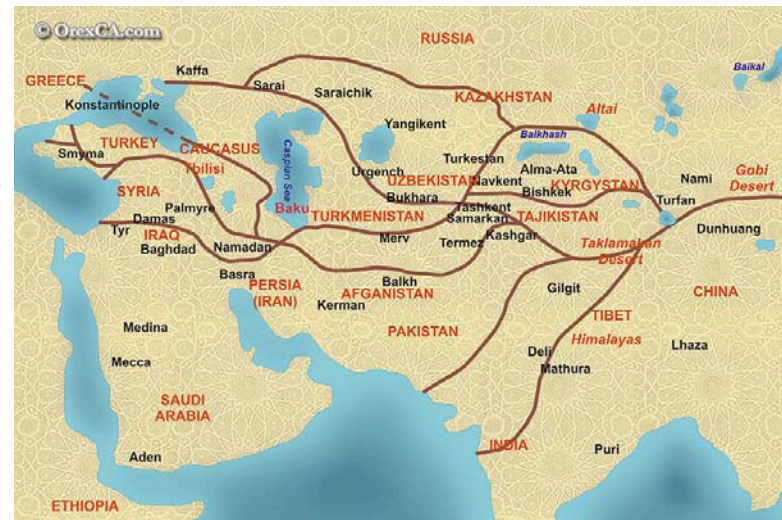 © OrexCA.com
RUSSIA
Kaffa
Baikal
GREECE
Sarai
Saraichik
KAZAKHSTAN
Konstantinople
Altai
Yangikent
Balkhash
TURKEY
CAUCASUS
Smyrna
Caspian Sea
Turkestan
Tbilisi
Alma-Ata
Gobi
Desert
Urgench
UZBEKISTAN
Navkent
Nami
SYRIA
Bishkek
KYRGYSTAN
Bukhara
Turfan
Palmyre
Baku
TURKMENISTAN
Tashkent
Damas
Samarkan
TAJIKISTAN
Tyr
IRAQ
Dunhuang
Baghdad
Namadan
Merv
Termez
Kashgar
Taklamakan
Desert
Basra
PERSIA
(IRAN)
Balkh
Gilgit
AFGANISTAN
CHINA
Kerman
TIBET
Medina
PAKISTAN
Himalayas
Lhaza
Deli
Mecca
Mathura
SAUDI
ARABIA
INDIA
Puri
Aden
ETHIOPIA